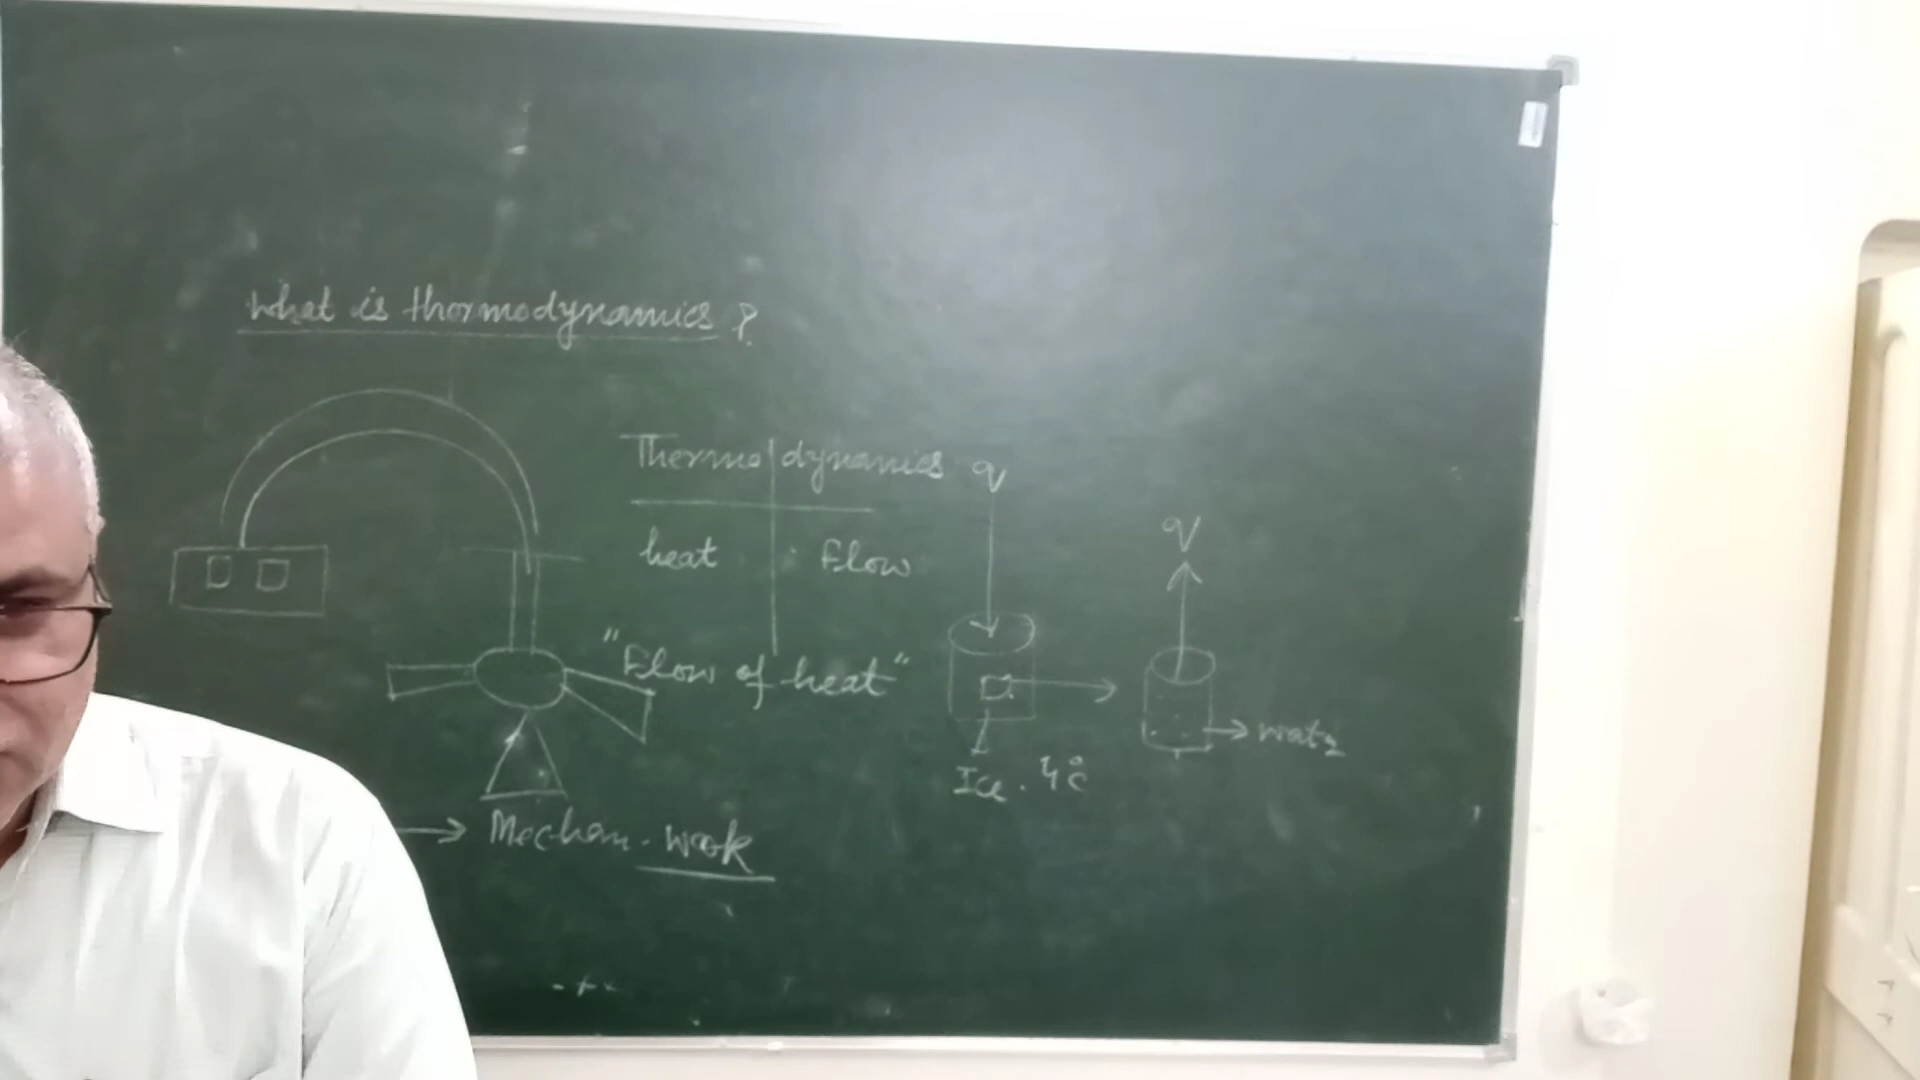 What is thermodynamics ?
Thermo dynamics
heat Flow
"Flow of heat"
→ Mechan. work
q
Ice. 4°C
q
→ water